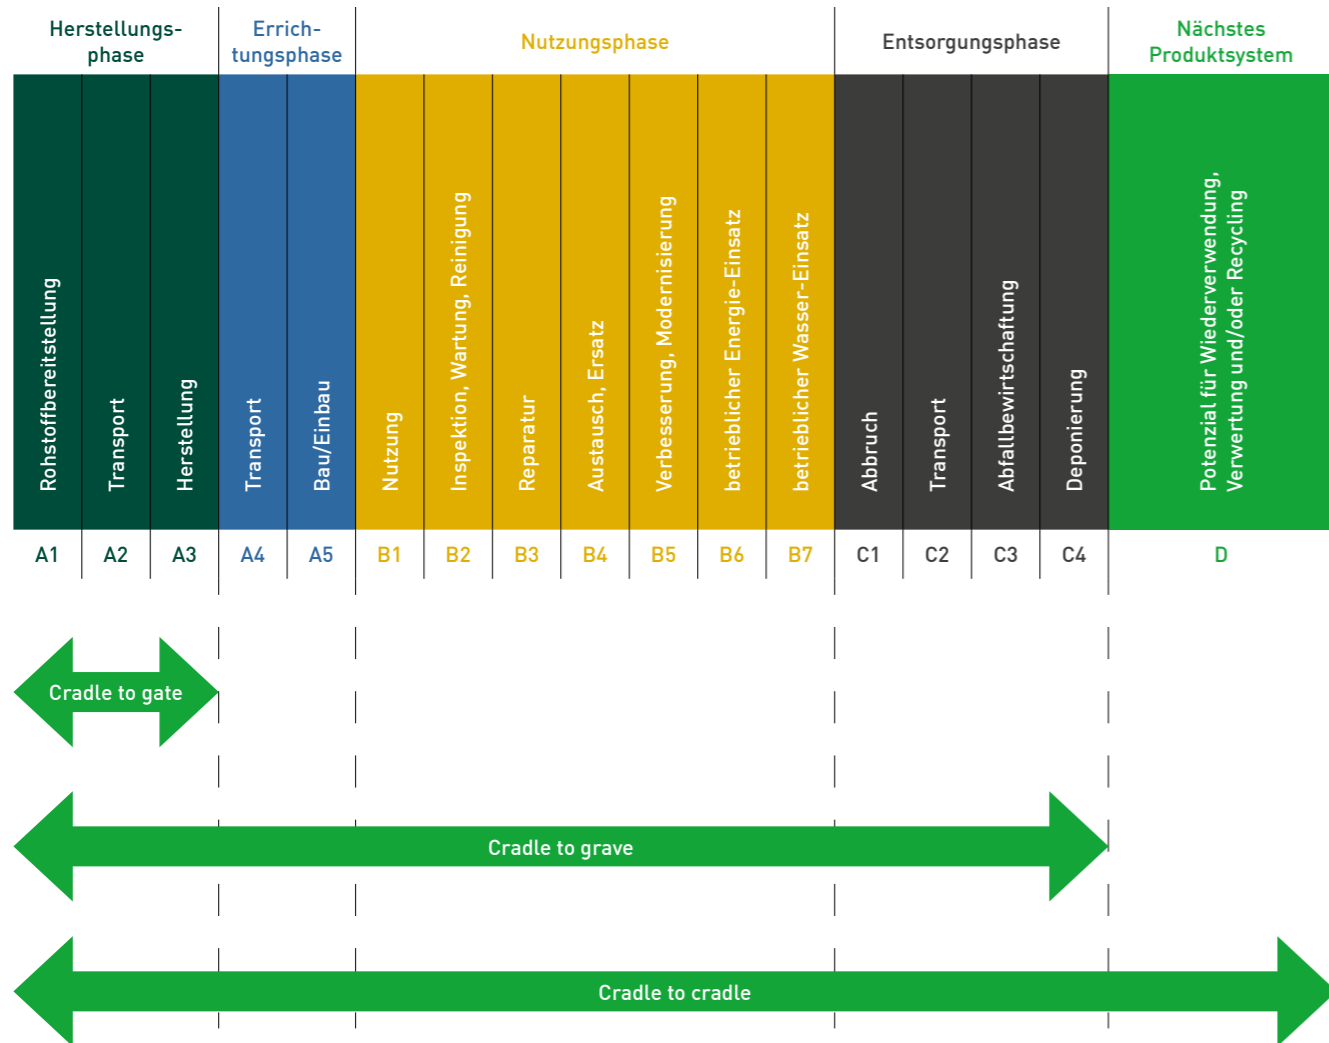 Herstellungs-
phase
Errich-
tungsphase
Nutzungsphase
Entsorgungsphase
Nächstes
Produktsystem
Rohstoffbereitstellung
Transport
Herstellung
Transport
Bau/Einbau
Nutzung
Inspektion, Wartung, Reinigung
Reparatur
Austausch, Ersatz
Verbesserung, Modernisierung
betrieblicher Energie-Einsatz
betrieblicher Wasser-Einsatz
Abbruch
Transport
Abfallbewirtschaftung
Deponierung
Potenzial für Wiederverwendung,
Verwertung und/oder Recycling
A1
A2
A3
A4
A5
B1
B2
B3
B4
B5
B6
B7
C1
C2
C3
C4
D
Cradle to gate
Cradle to grave
Cradle to cradle